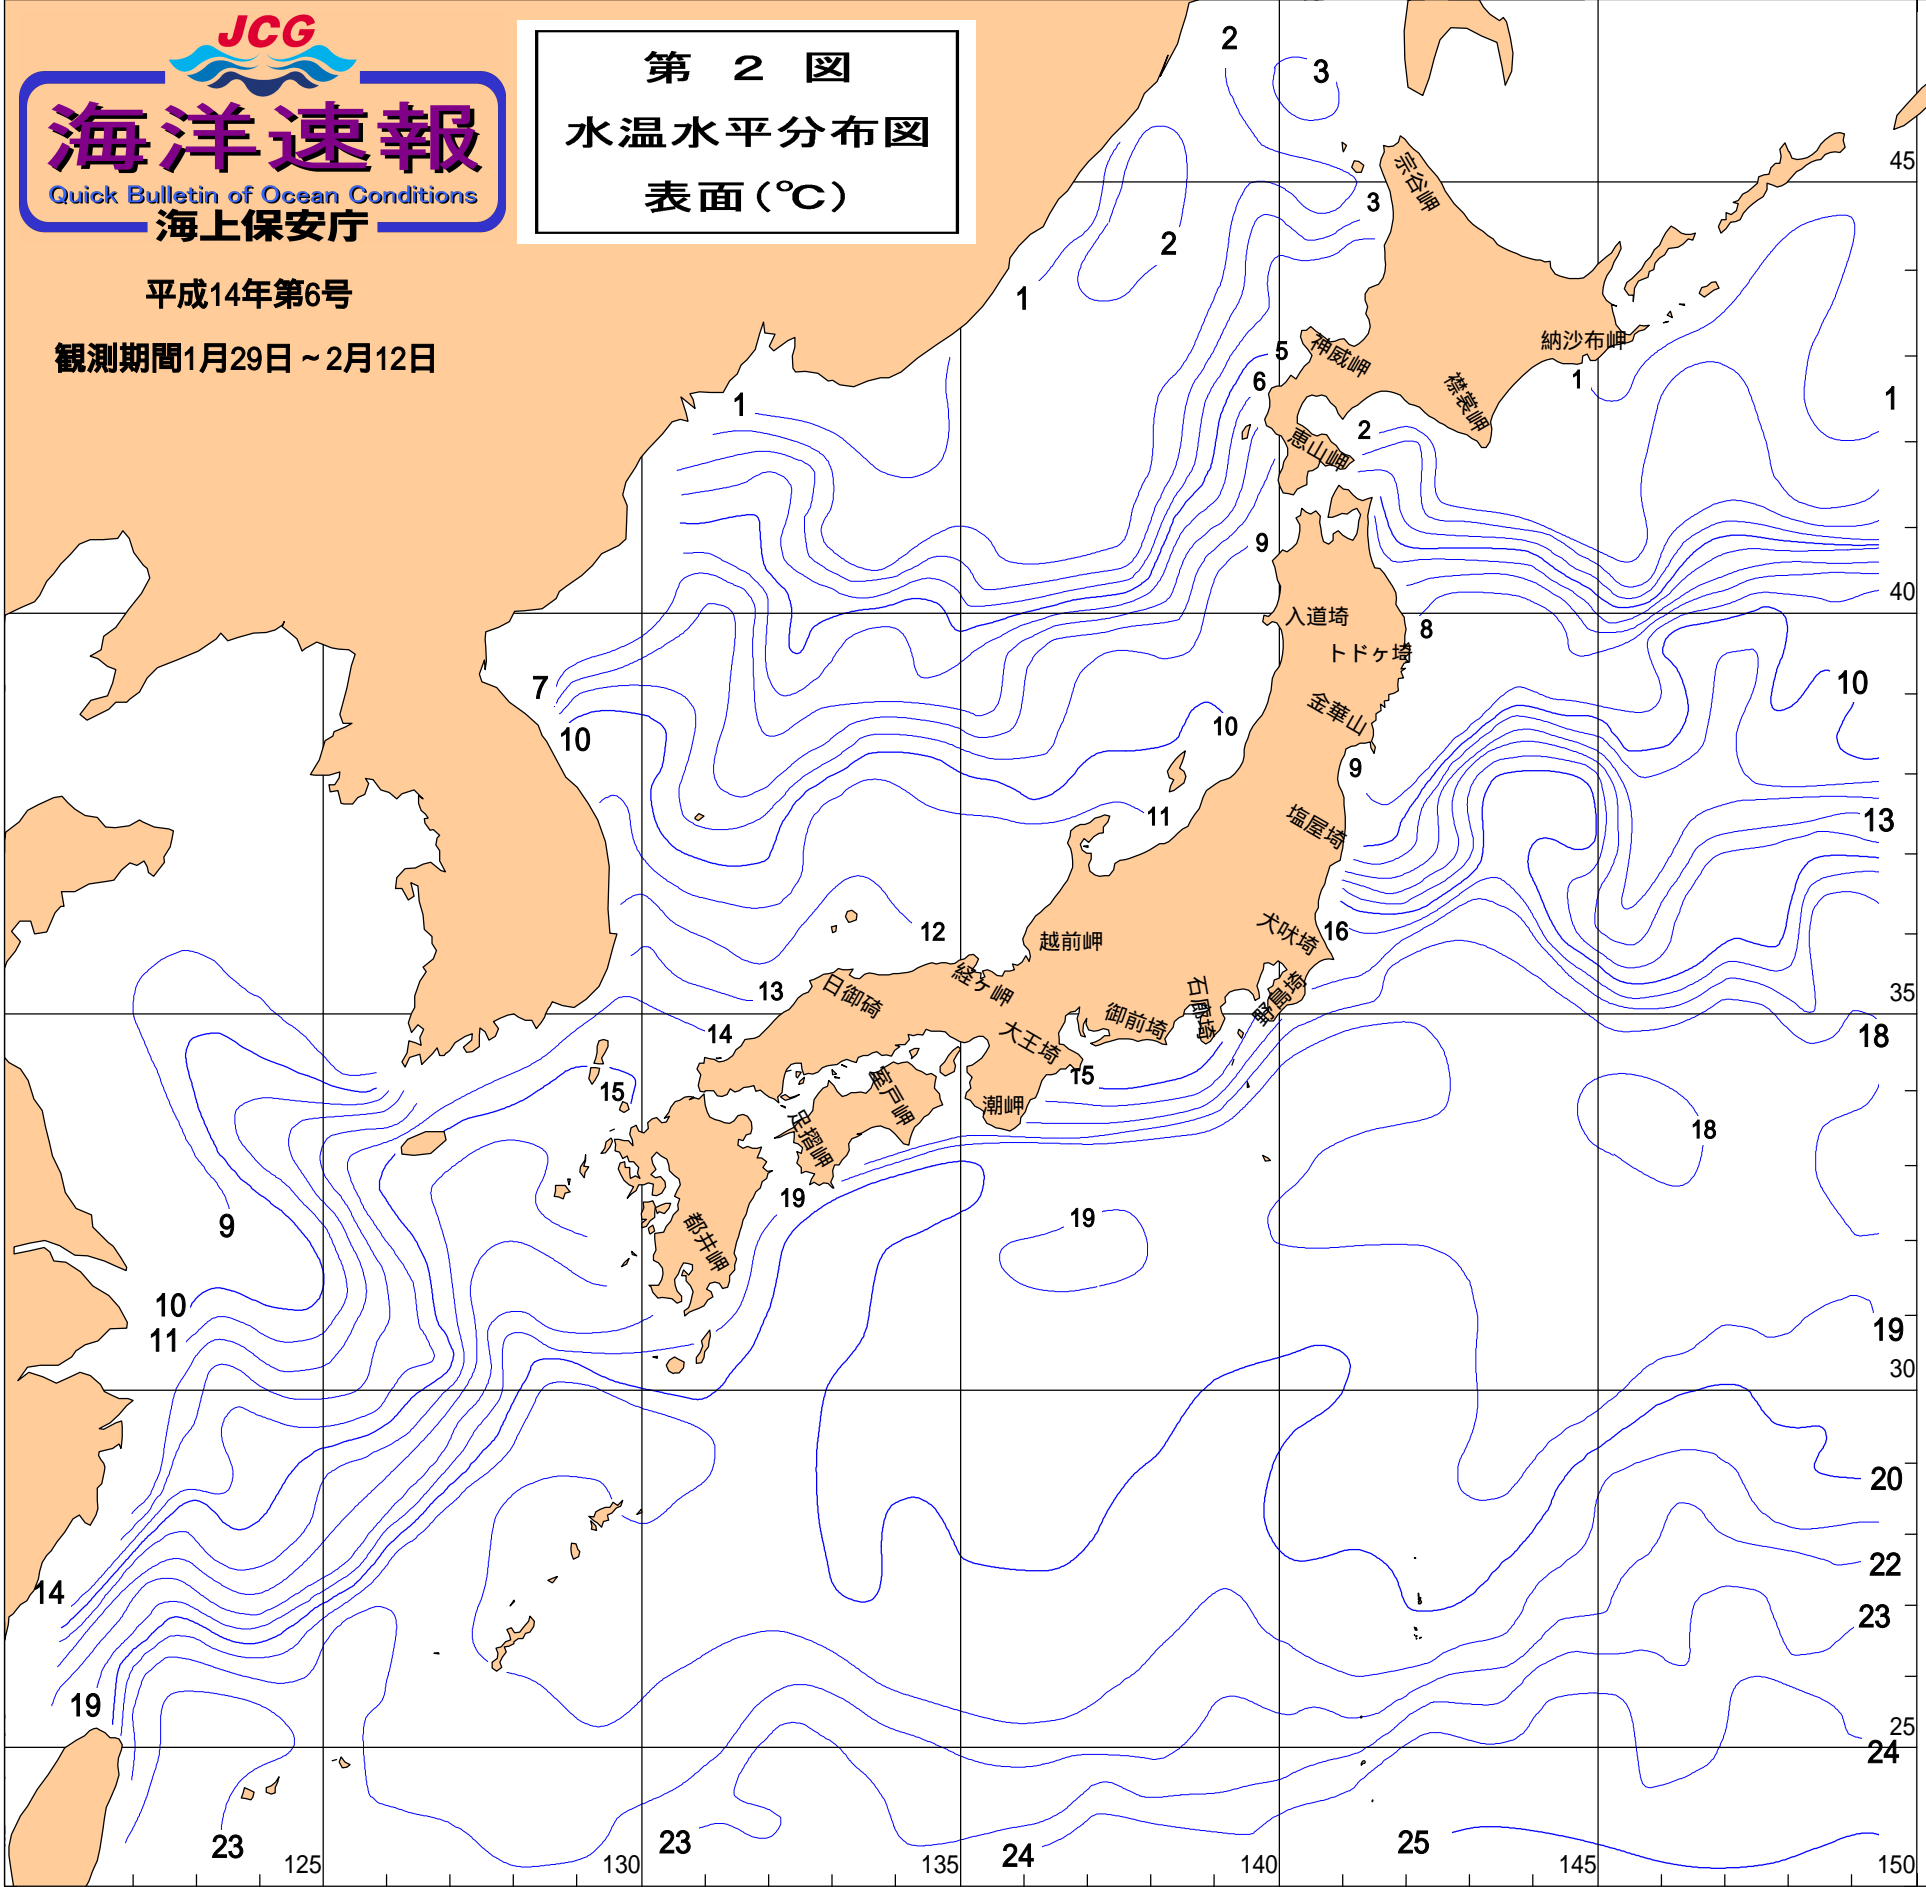 JCG
海洋速報
Quick Bulletin of Ocean Conditions
海上保安庁
平成14年第6号
観測期間1月29日～2月12日
第 2 図
水温水平分布図
表面(℃)
2
3
45
宗谷岬
3
2
1
5
神威岬
納沙布岬
6
1
襟裳岬
1
1
2
恵山岬
9
40
入道埼
8
トドヶ埼
7
10
金華山
10
10
9
11
塩屋埼
13
12
犬吠埼
16
越前岬
経ヶ岬
13
日御碕
石廊埼
野島埼
35
14
大王埼
御前埼
18
15
15
室戸岬
潮岬
足摺岬
18
19
19
9
都井岬
10
11
19
30
20
14
22
23
19
25
24
23
23
24
25
125
130
135
140
145
150